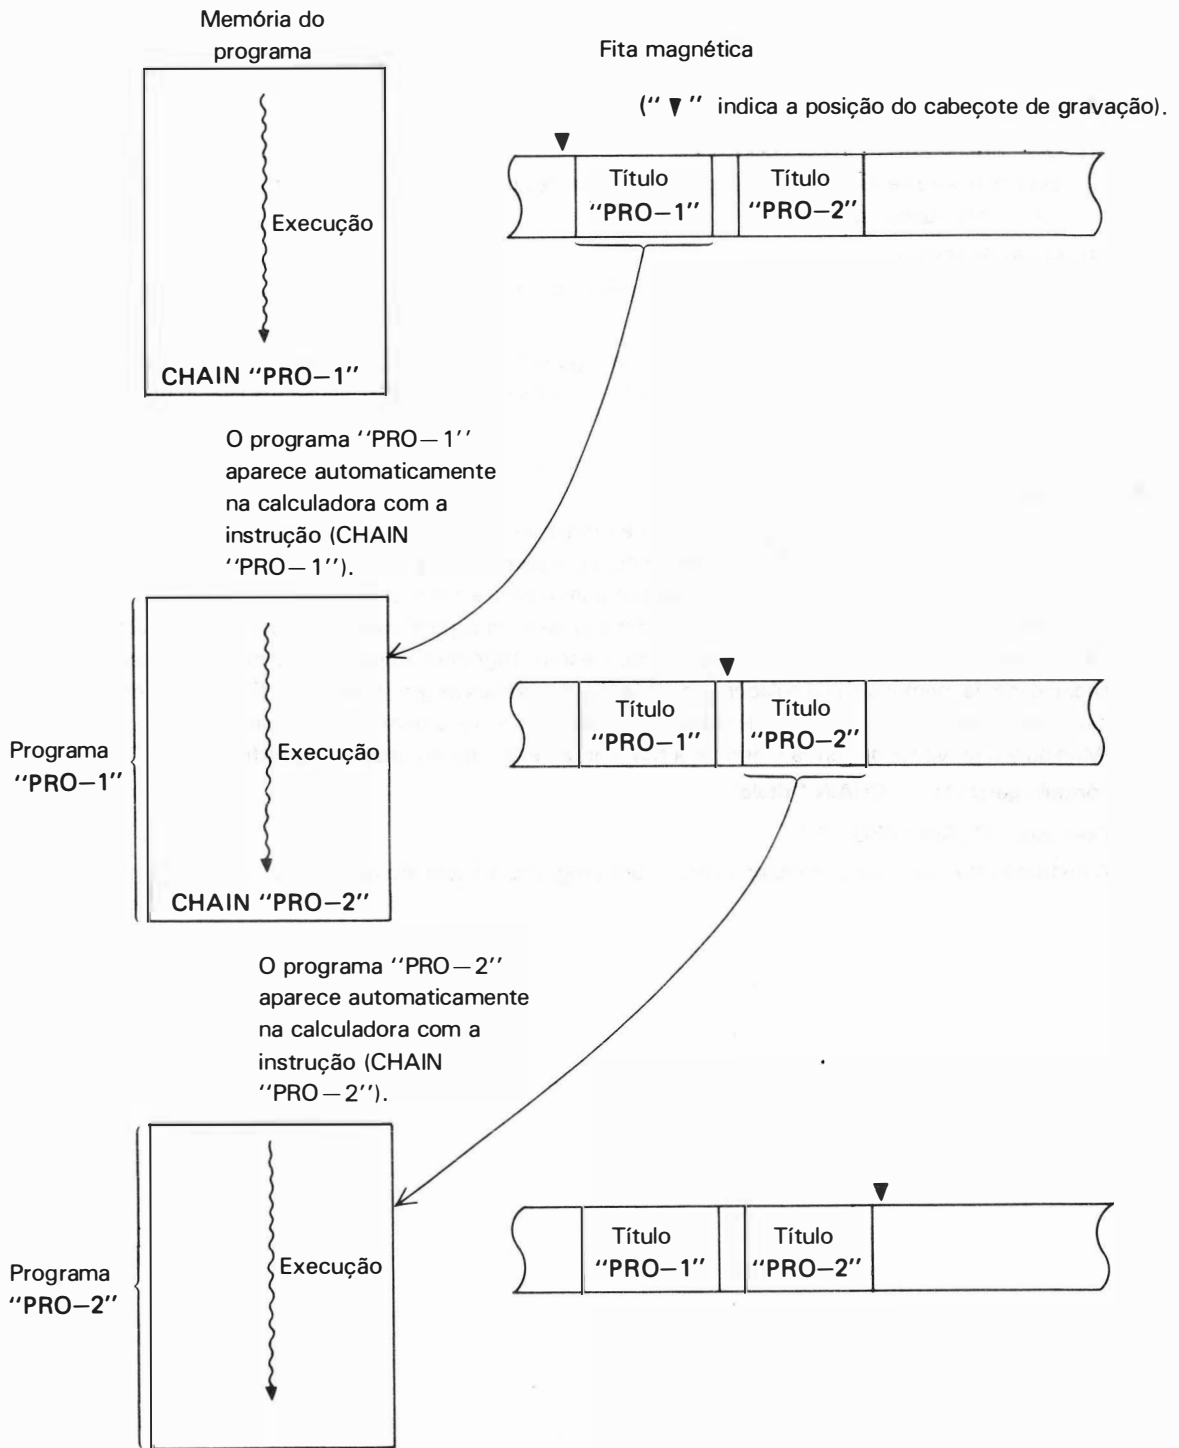 Memória do
programa
Fita magnética
(“ ▼ ” indica a posição do cabeçote de gravação).
Título
“PRO—1”
Título
“PRO—2”
Execução
CHAIN “PRO—1”
O programa “PRO—1”
aparece automaticamente
na calculadora com a
instrução (CHAIN
“PRO—1”).
Programa
“PRO—1”
Execução
CHAIN “PRO—2”
Título
“PRO—1”
Título
“PRO—2”
O programa “PRO—2”
aparece automaticamente
na calculadora com a
instrução (CHAIN
“PRO—2”).
Programa
“PRO—2”
Execução
Título
“PRO—1”
Título
“PRO—2”